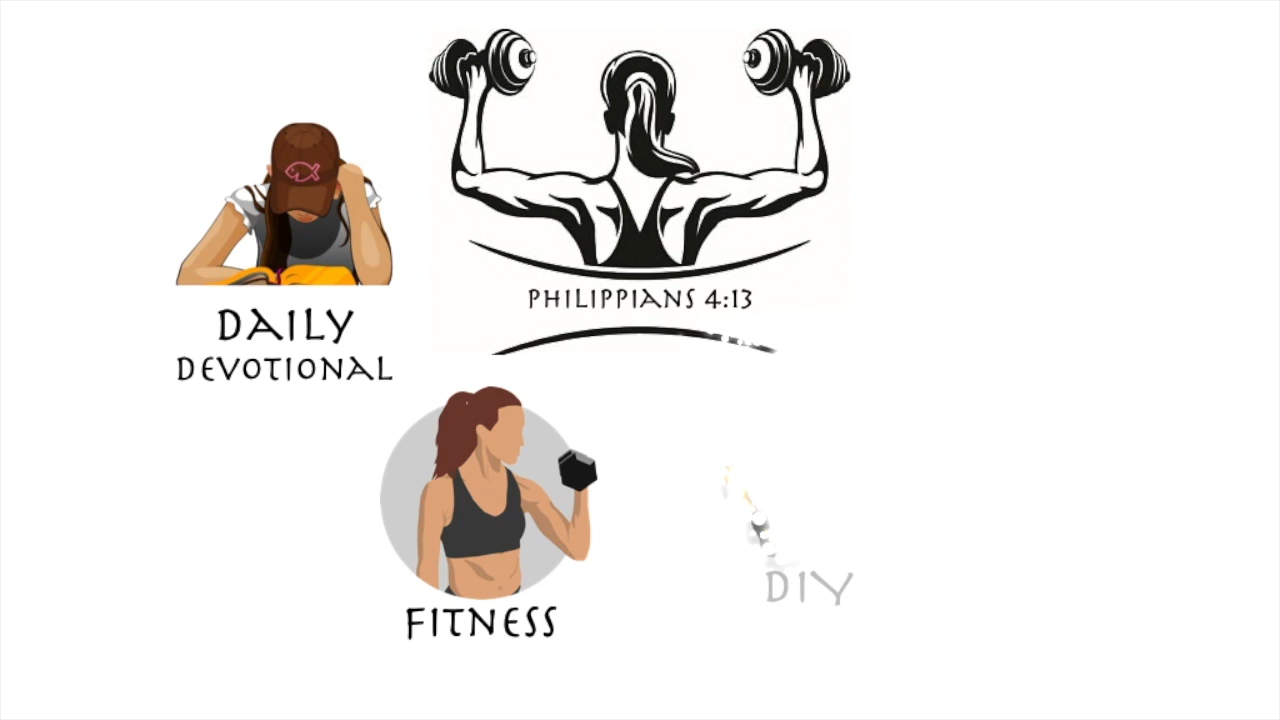 PHILIPPIANS 4:13
DAILY
DEVOTIONAL
FITNESS
DIY